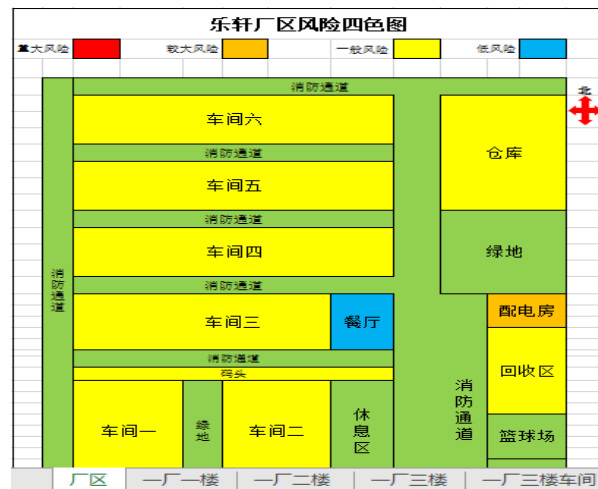 乐轩厂区风险四色图
重大风险 较大风险 一般风险 低风险
消防通道
北
车间六
仓库
消防通道
车间五
消防通道
车间四
绿地
消防通道
消防通道
车间三
餐厅
配电房
消防通道
码头
回收区
车间一
绿地
车间二
休息区
消防通道
篮球场
厂区 一厂一楼 一厂二楼 一厂三楼 一厂三楼车间